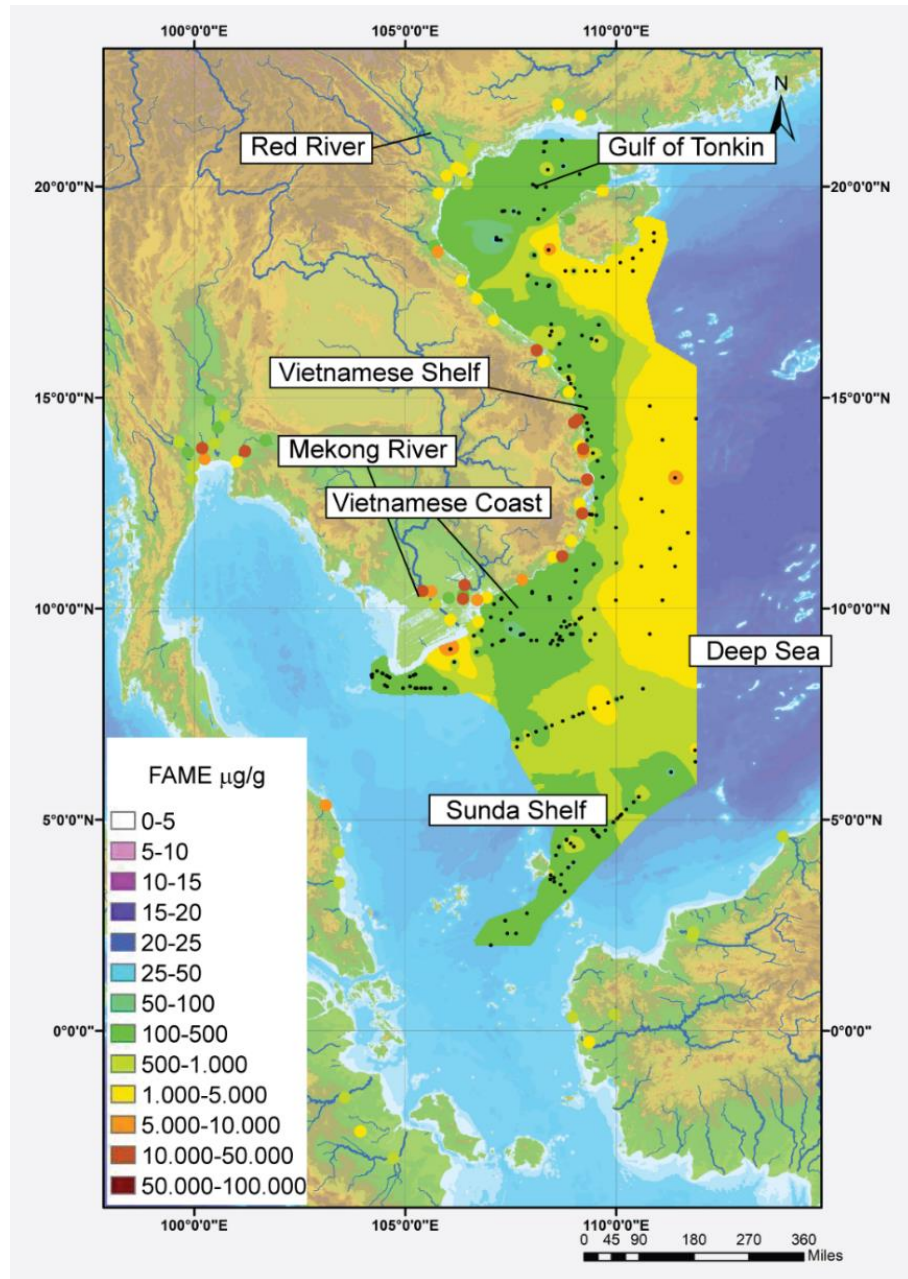 100°0'0"E 105°0'0"E 110°0'0"E
N
Red River
Gulf of Tonkin
20°0'0"N 20°0'0"N
Vietnamese Shelf
15°0'0"N 15°0'0"N
Mekong River
Vietnamese Coast
10°0'0"N 10°0'0"N
Deep Sea
FAME µg/g
0-5
5-10
10-15
15-20
20-25
25-50
50-100
100-500
500-1.000
1.000-5.000
5.000-10.000
10.000-50.000
50.000-100.000
Sunda Shelf
5°0'0"N 5°0'0"N
0°0'0" 0°0'0"
100°0'0"E 105°0'0"E 110°0'0"E
0 45 90 180 270 360
Miles